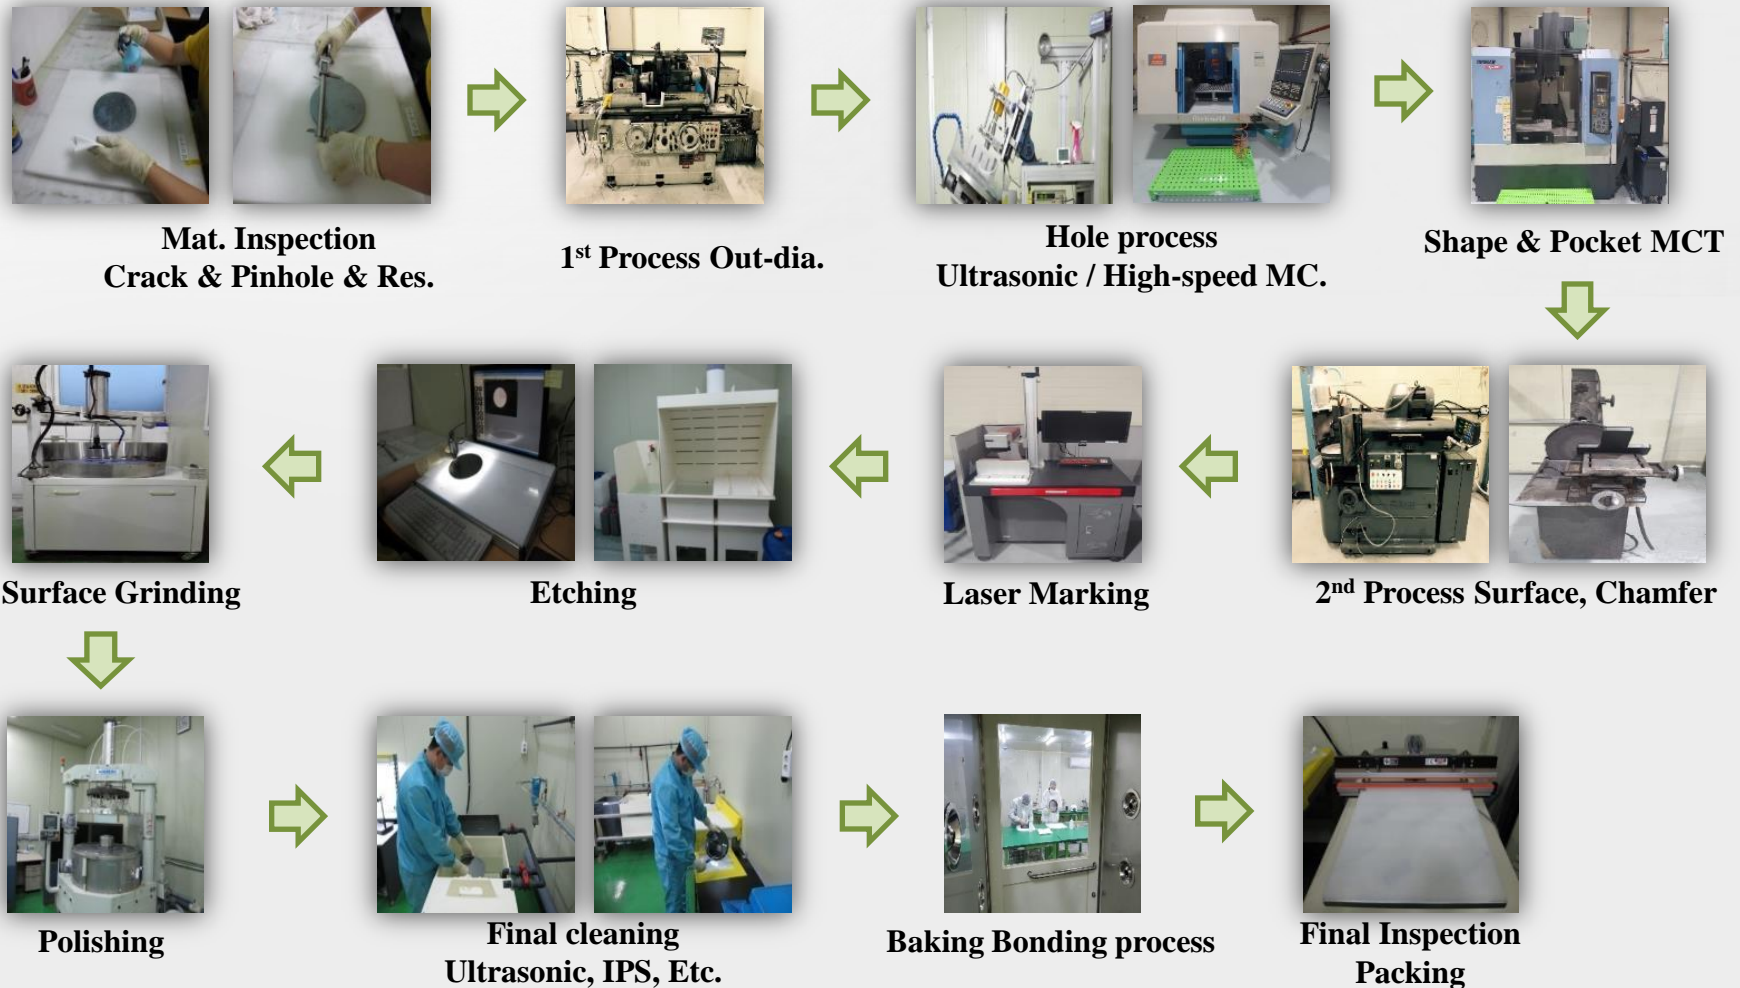 Mat. Inspection
Crack & Pinhole & Res.
1st Process Out-dia.
Hole process
Ultrasonic / High-speed MC.
Shape & Pocket MCT
2nd Process Surface, Chamfer
Laser Marking
Etching
Surface Grinding
Polishing
Final cleaning
Ultrasonic, IPS, Etc.
Baking Bonding process
Final Inspection
Packing